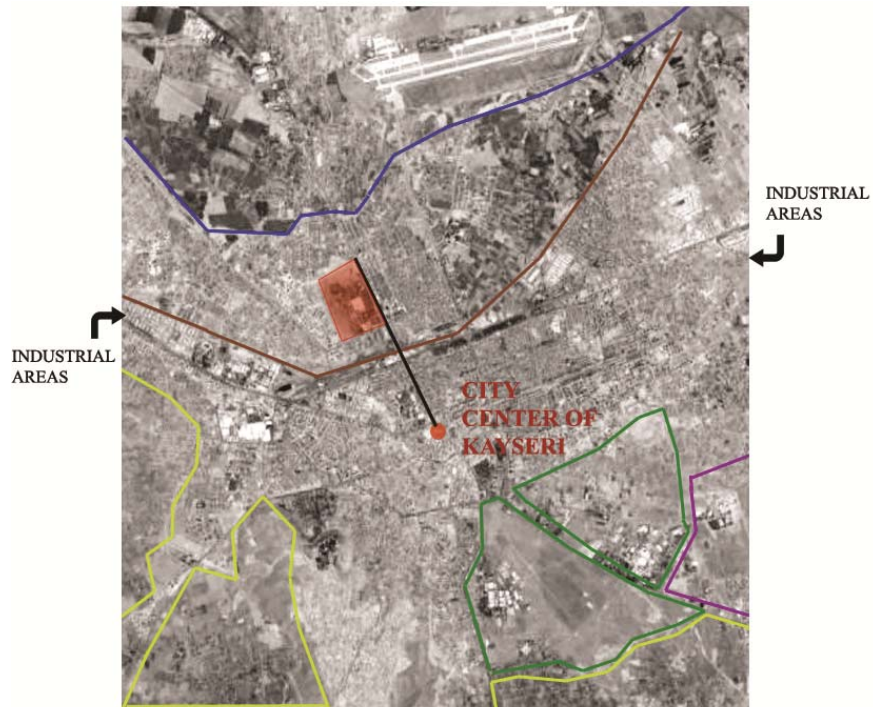 INDUSTRIAL
AREAS
INDUSTRIAL
AREAS
CITY
CENTER OF
KAYSERI